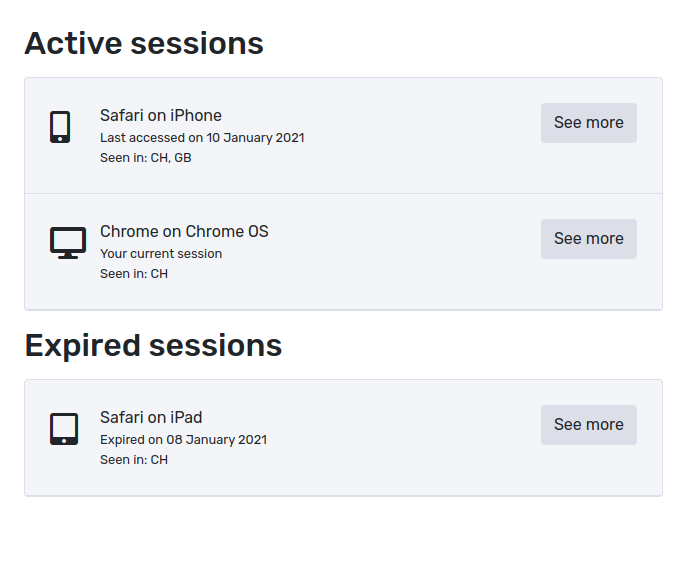 Active sessions
Safari on iPhone
Last accessed on 10 January 2021
Seen in: CH, GB
See more
Chrome on Chrome OS
Your current session
Seen in: CH
See more
Expired sessions
Safari on iPad
Expired on 08 January 2021
Seen in: CH
See more